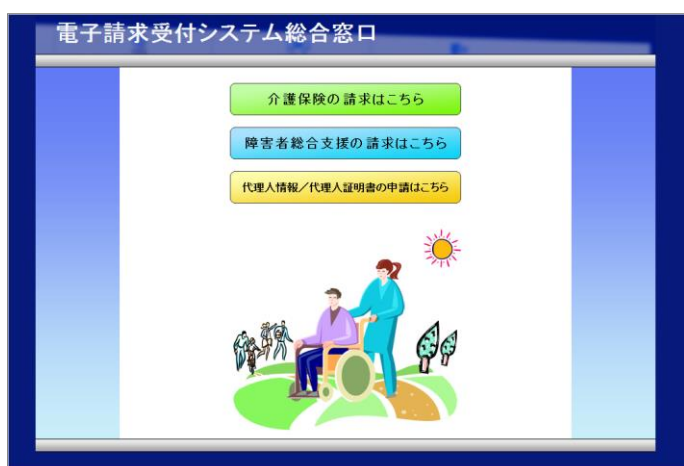 電子請求受付システム総合窓口
介護保険の請求はこちら
障害者総合支援の請求はこちら
代理人情報／代理人証明書の申請はこちら